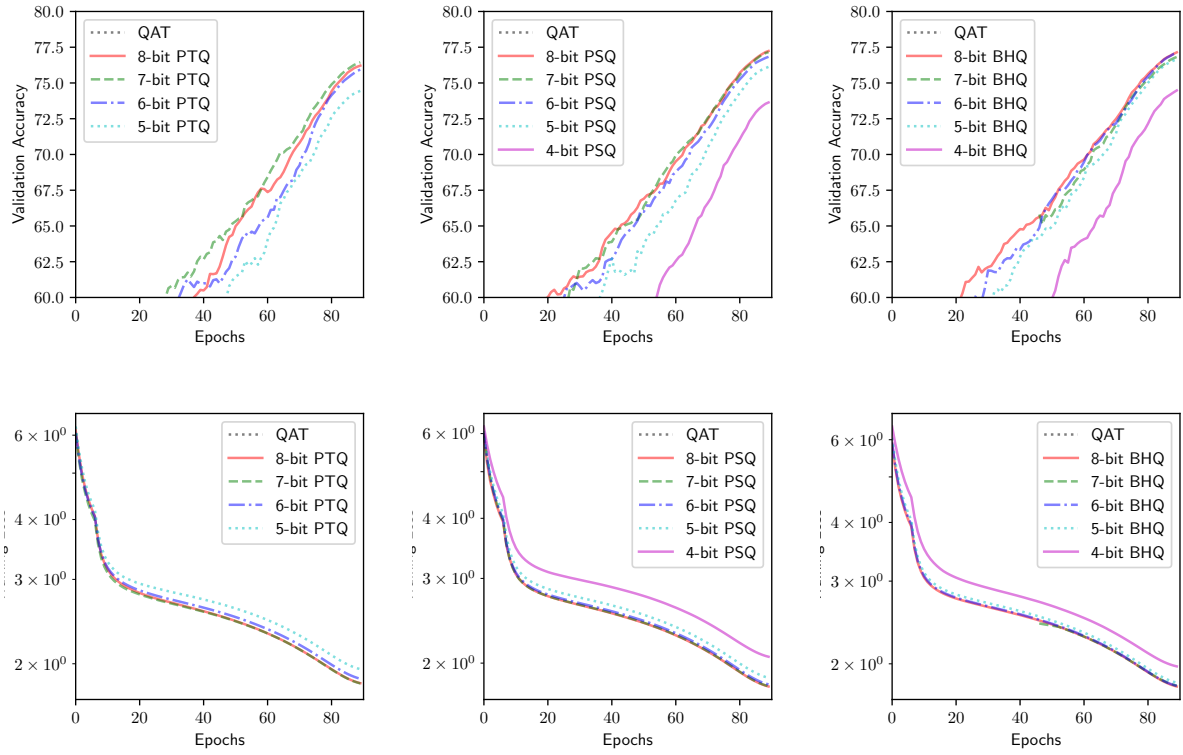 80.0
77.5
75.0
72.5
70.0
67.5
65.0
62.5
60.0
Validation Accuracy
QAT
8-bit PTQ
7-bit PTQ
6-bit PTQ
5-bit PTQ
0 20 40 60 80
Epochs
80.0
77.5
75.0
72.5
70.0
67.5
65.0
62.5
60.0
Validation Accuracy
QAT
8-bit PSQ
7-bit PSQ
6-bit PSQ
5-bit PSQ
4-bit PSQ
0 20 40 60 80
Epochs
80.0
77.5
75.0
72.5
70.0
67.5
65.0
62.5
60.0
Validation Accuracy
QAT
8-bit BHQ
7-bit BHQ
6-bit BHQ
5-bit BHQ
4-bit BHQ
0 20 40 60 80
Epochs
6 × 10⁰
4 × 10⁰
3 × 10⁰
2 × 10⁰
QAT
8-bit PTQ
7-bit PTQ
6-bit PTQ
5-bit PTQ
0 20 40 60 80
Epochs
6 × 10⁰
4 × 10⁰
3 × 10⁰
2 × 10⁰
QAT
8-bit PSQ
7-bit PSQ
6-bit PSQ
5-bit PSQ
4-bit PSQ
0 20 40 60 80
Epochs
6 × 10⁰
4 × 10⁰
3 × 10⁰
2 × 10⁰
QAT
8-bit BHQ
7-bit BHQ
6-bit BHQ
5-bit BHQ
4-bit BHQ
0 20 40 60 80
Epochs